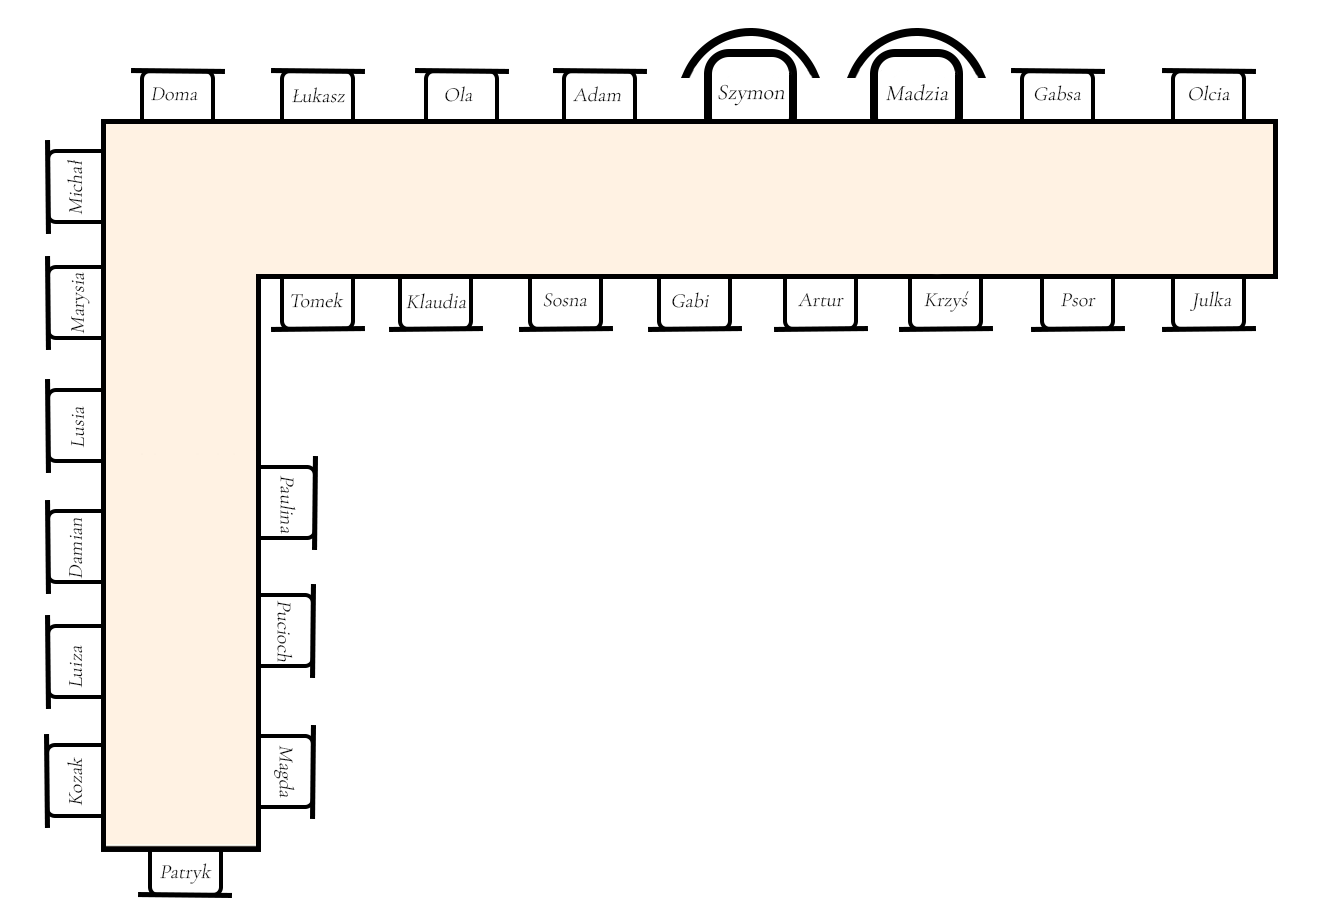 Doma
Łukasz
Ola
Adam
Szymon
Madzia
Gabsa
Olcia
Michał
Marysia
Lusia
Damian
Luiza
Kozak
Tomek
Klaudia
Sosna
Gabi
Artur
Krzyś
Psor
Julka
Paulina
Pucioch
Magda
Patryk